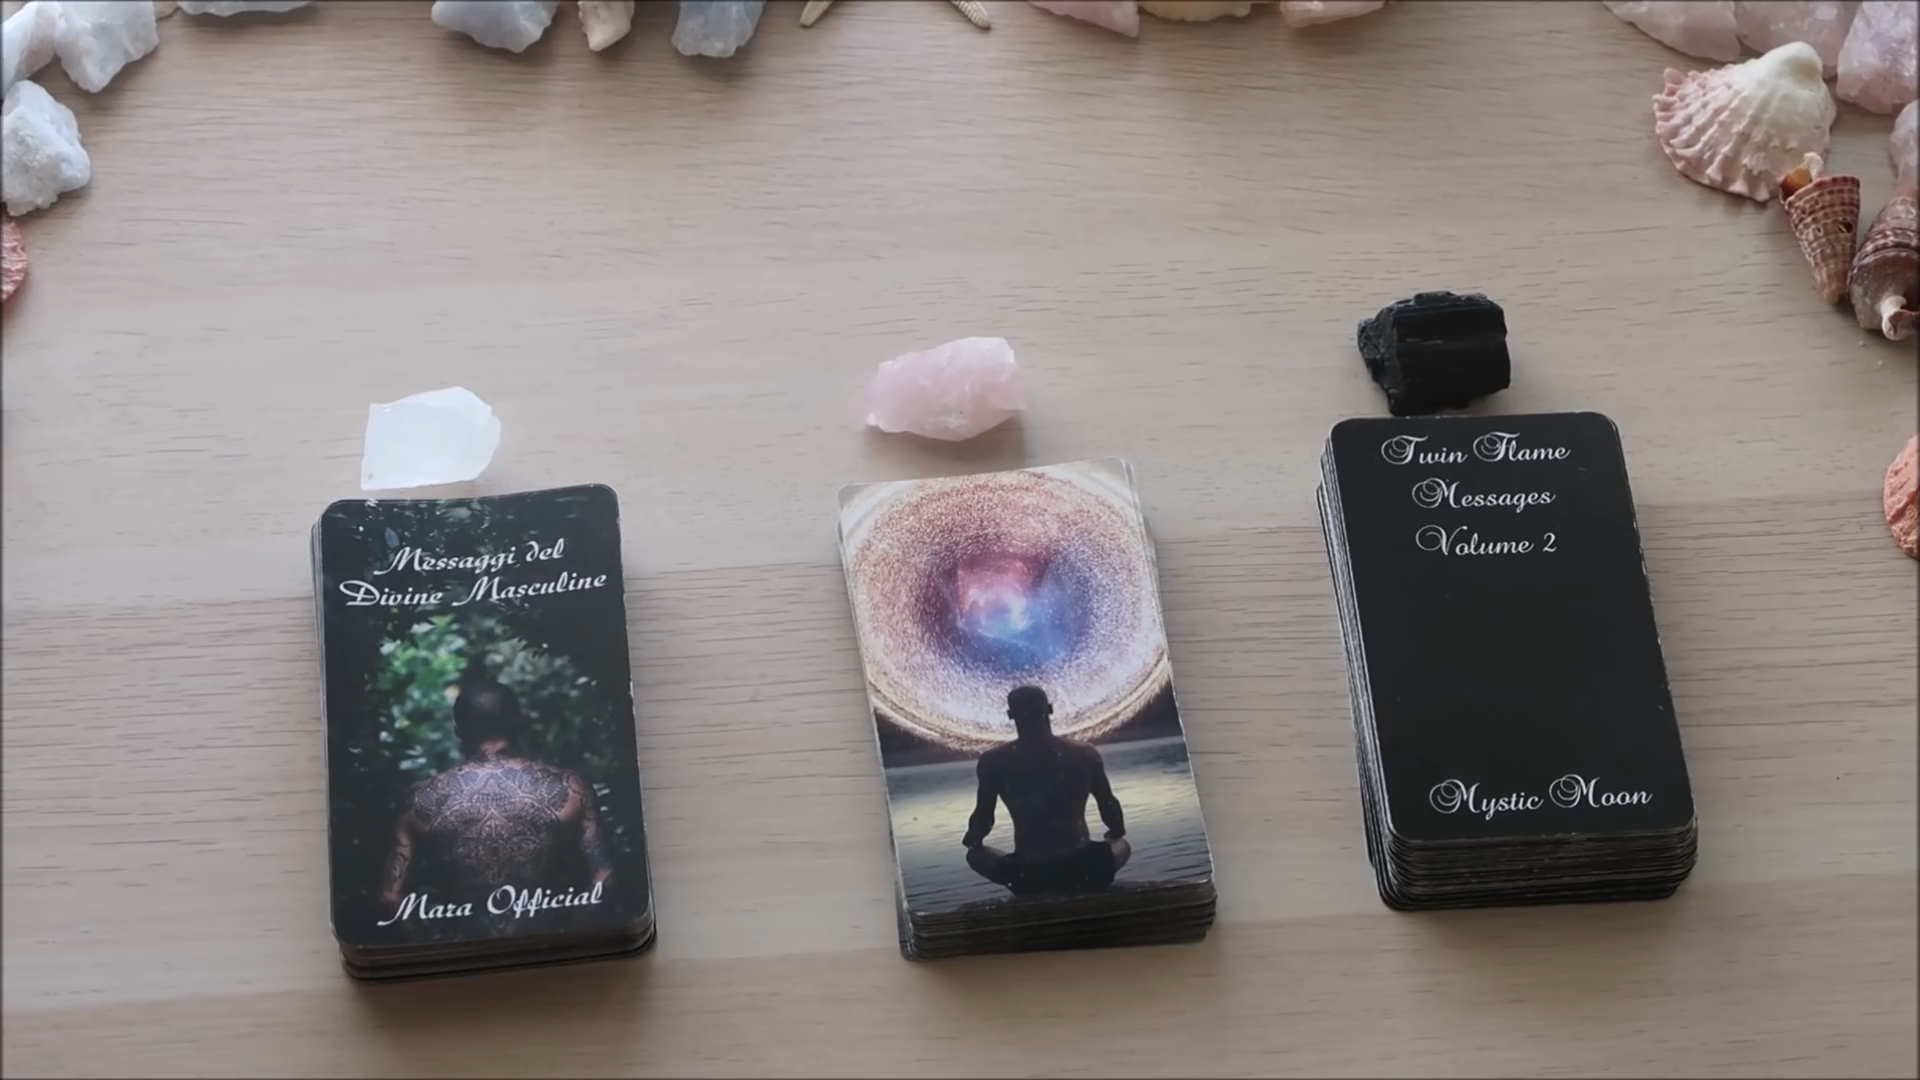 Messaggi del
Divine Masculine
Mara Official
Twin Flame
Messages
Volume 2
Mystic Moon